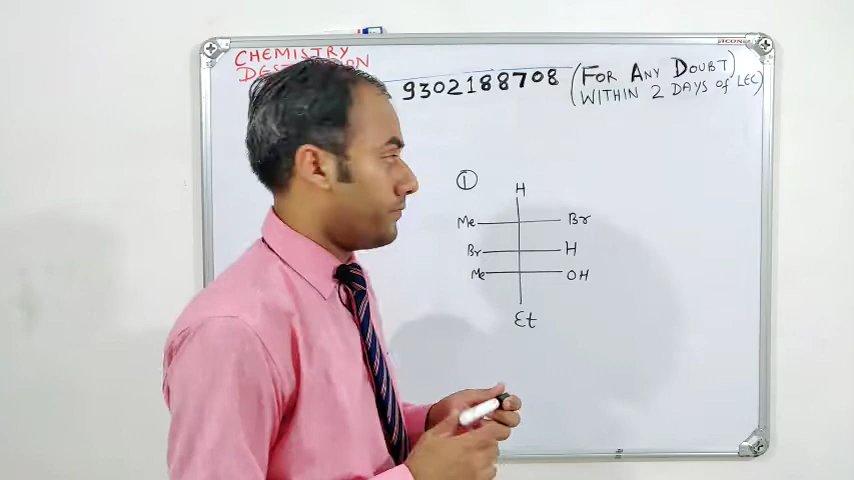 CHEMISTRY
9302188708 (FOR ANY DOUBT
WITHIN 2 DAYS of LEC)
①
H
Me Br
Br H
Me OH
Et